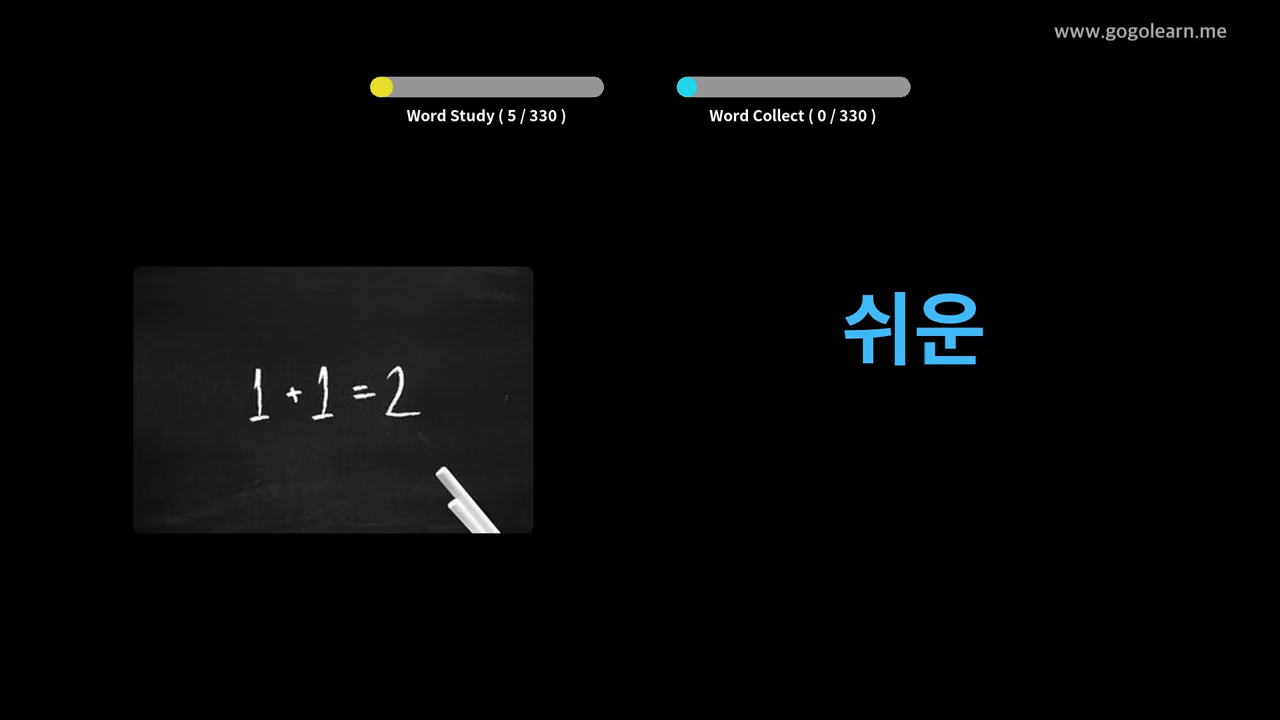 www.gogolearn.me
Word Study ( 5 / 330 )
Word Collect ( 0 / 330 )
1 + 1 = 2
쉬운